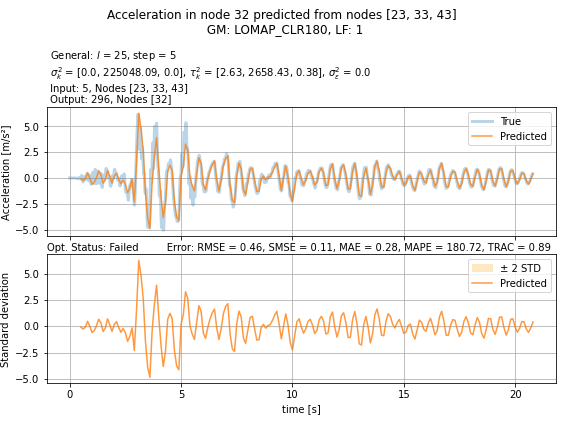 Acceleration in node 32 predicted from nodes [23, 33, 43]
GM: LOMAP_CLR180, LF: 1
General: l = 25, step = 5
σ²ₖ = [0.0, 225048.09, 0.0], τ²ₖ = [2.63, 2658.43, 0.38], σ²_ε = 0.0
Input: 5, Nodes [23, 33, 43]
Output: 296, Nodes [32]
Acceleration [m/s²]
5.0
2.5
0.0
−2.5
−5.0
True
Predicted
Opt. Status: Failed
Error: RMSE = 0.46, SMSE = 0.11, MAE = 0.28, MAPE = 180.72, TRAC = 0.89
Standard deviation
5.0
2.5
0.0
−2.5
−5.0
± 2 STD
Predicted
0 5 10 15 20
time [s]